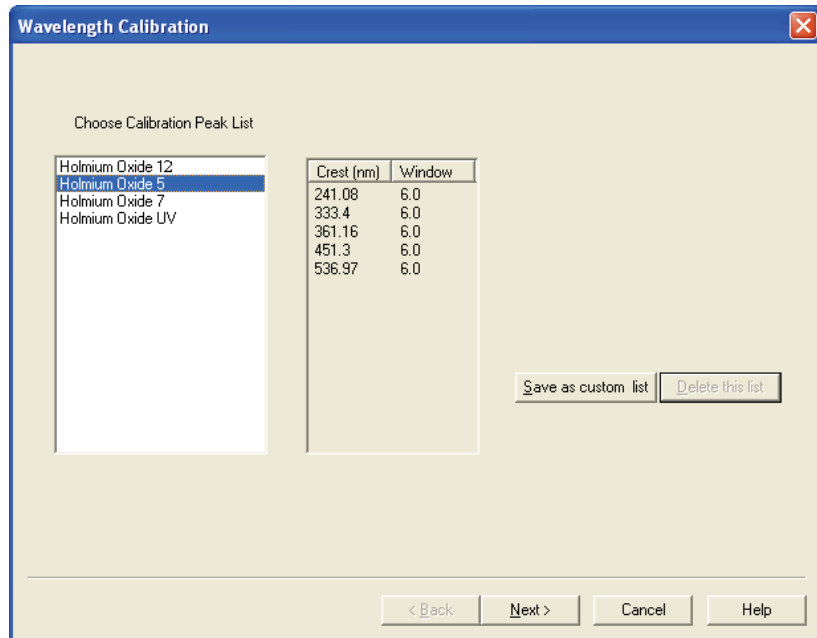 Wavelength Calibration
Choose Calibration Peak List
Holmium Oxide 12
Holmium Oxide 5
Holmium Oxide 7
Holmium Oxide UV
Crest (nm) Window
241.08 6.0
333.4 6.0
361.16 6.0
451.3 6.0
536.97 6.0
Save as custom list Delete this list
< Back Next > Cancel Help